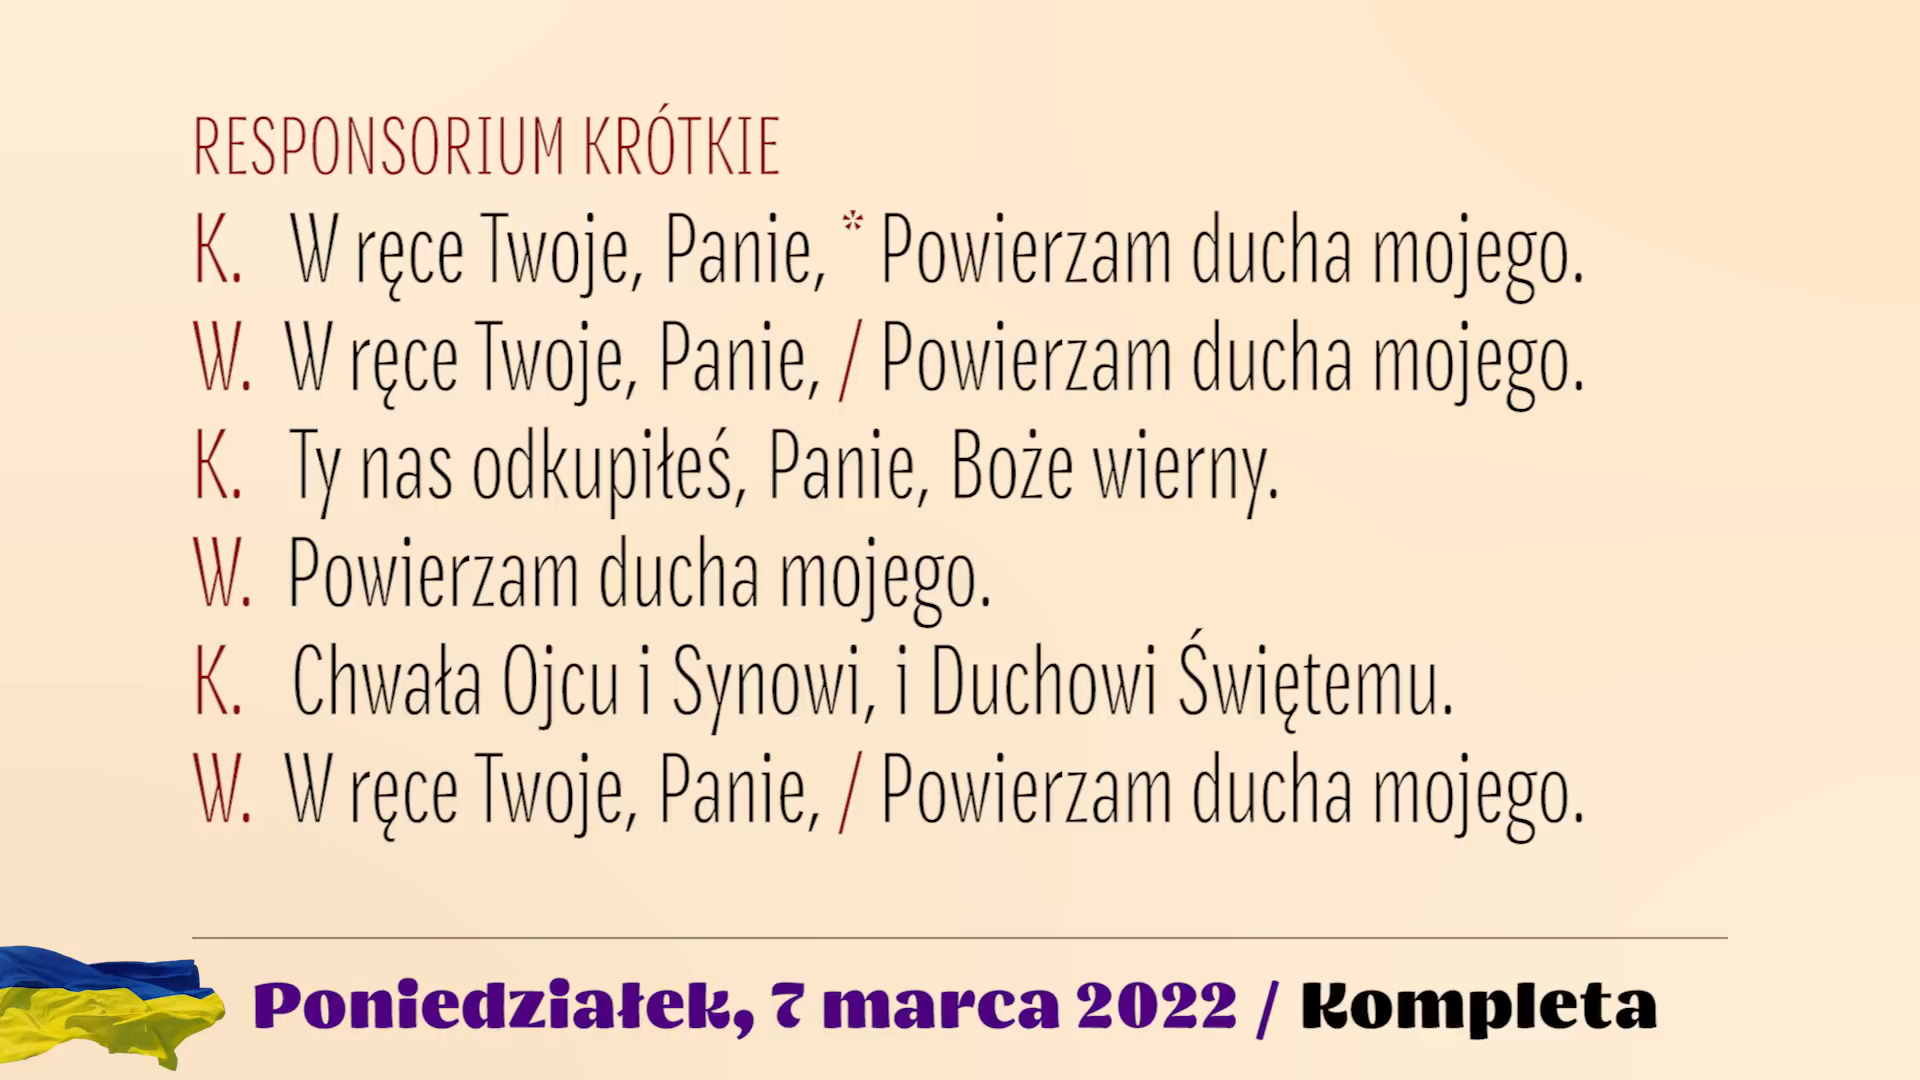 RESPONSORIUM KRÓTKIE
K. W ręce Twoje, Panie, * Powierzam ducha mojego.
W. W ręce Twoje, Panie, / Powierzam ducha mojego.
K. Ty nas odkupiłeś, Panie, Boże wierny.
W. Powierzam ducha mojego.
K. Chwała Ojcu i Synowi, i Duchowi Świętemu.
W. W ręce Twoje, Panie, / Powierzam ducha mojego.
Poniedziałek, 7 marca 2022 / Kompleta